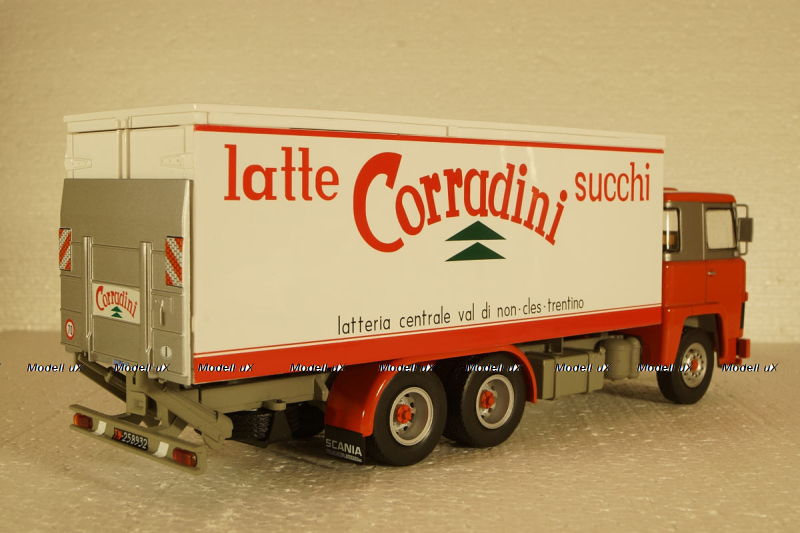 latte Corradini succhi
latteria centrale val di non-cles-trentino
Corradini
Modell uX Modell uX Modell uX Modell uX Modell uX Modell uX Modell uX Modell uX Modell uX
258932
SCANIA